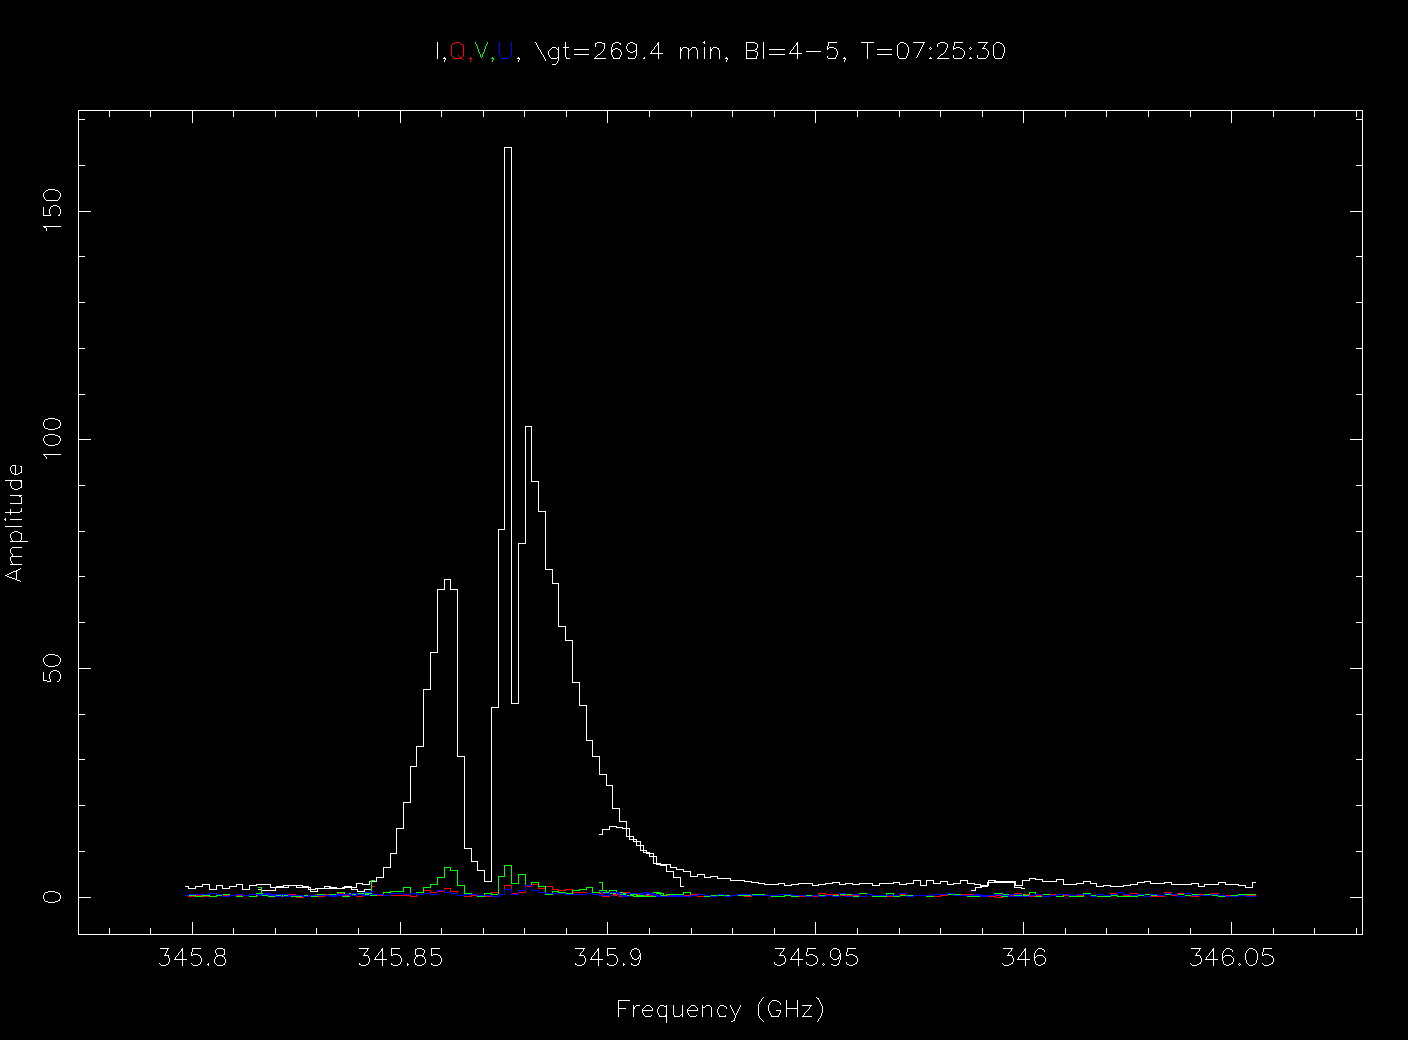 I,Q,V,U, \gt=269.4 min, Bl=4-5, T=07:25:30
150
100
50
0
Amplitude
345.8 345.85 345.9 345.95 346 346.05
Frequency (GHz)